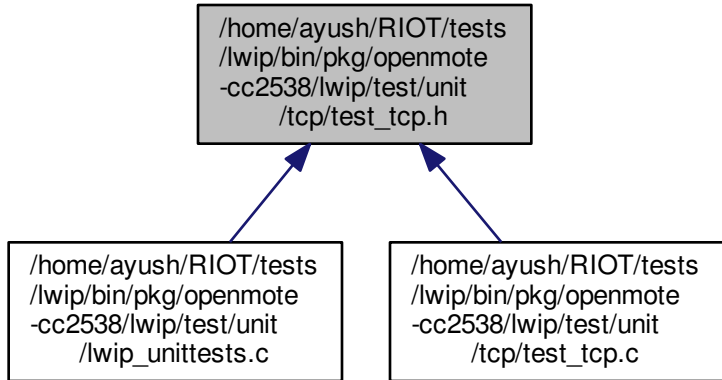 /home/ayush/RIOT/tests
/lwip/bin/pkg/openmote
-cc2538/lwip/test/unit
/tcp/test_tcp.h
/home/ayush/RIOT/tests
/lwip/bin/pkg/openmote
-cc2538/lwip/test/unit
/lwip_unittests.c
/home/ayush/RIOT/tests
/lwip/bin/pkg/openmote
-cc2538/lwip/test/unit
/tcp/test_tcp.c